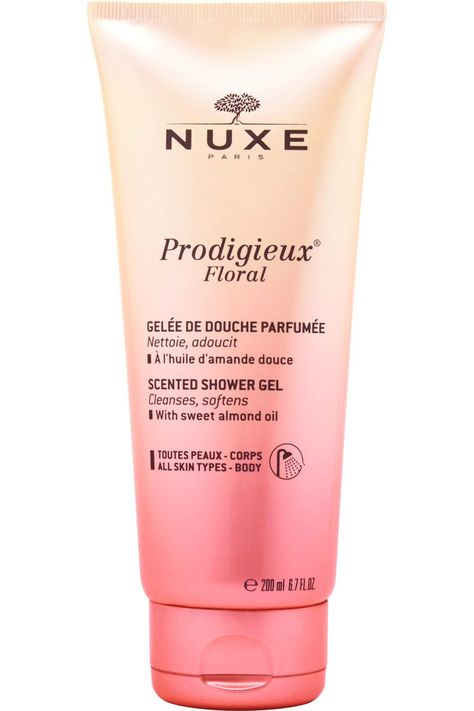 NUXE
PARIS
Prodigieux®
Floral
GELÉE DE DOUCHE PARFUMÉE
Nettoie, adoucit
À l'huile d'amande douce
SCENTED SHOWER GEL
Cleanses, softens
With sweet almond oil
TOUTES PEAUX - CORPS
ALL SKIN TYPES - BODY
℮ 200 ml 6.7 FL.OZ.